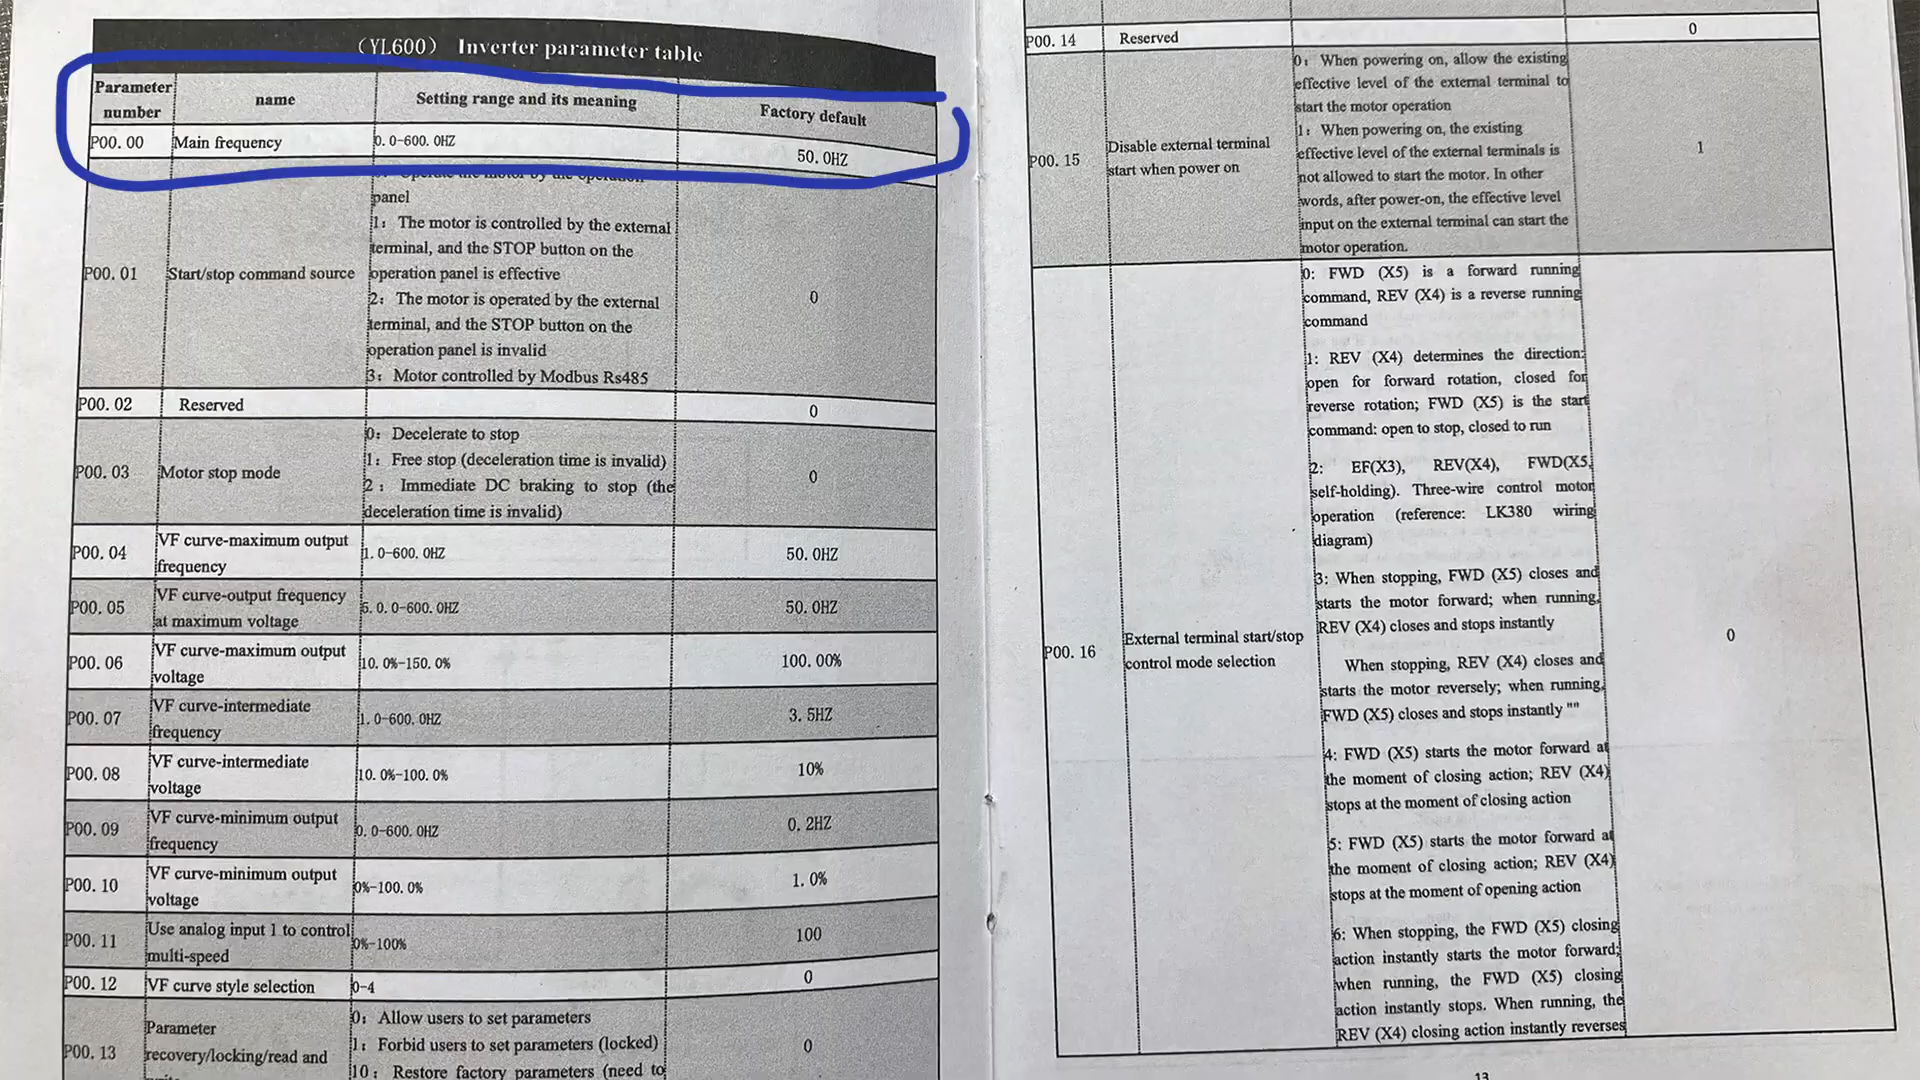 （YL600） Inverter parameter table
Parameter number
name
Setting range and its meaning
Factory default
P00. 00
Main frequency
0. 0-600. 0HZ
50. 0HZ
Operate the motor by the operation
panel
P00. 01
Start/stop command source
1: The motor is controlled by the external
terminal, and the STOP button on the
operation panel is effective
2: The motor is operated by the external
terminal, and the STOP button on the
operation panel is invalid
3: Motor controlled by Modbus Rs485
0
P00. 02
Reserved
0
P00. 03
Motor stop mode
0: Decelerate to stop
1: Free stop (deceleration time is invalid)
2: Immediate DC braking to stop (the
deceleration time is invalid)
0
P00. 04
VF curve-maximum output
frequency
1. 0-600. 0HZ
50. 0HZ
P00. 05
VF curve-output frequency
at maximum voltage
5. 0. 0-600. 0HZ
50. 0HZ
P00. 06
VF curve-maximum output
voltage
10. 0%-150. 0%
100. 00%
P00. 07
VF curve-intermediate
frequency
1. 0-600. 0HZ
3. 5HZ
P00. 08
VF curve-intermediate
voltage
10. 0%-100. 0%
10%
P00. 09
VF curve-minimum output
frequency
0. 0-600. 0HZ
0. 2HZ
P00. 10
VF curve-minimum output
voltage
0%-100. 0%
1. 0%
P00. 11
Use analog input 1 to control
multi-speed
0%-100%
100
P00. 12
VF curve style selection
0-4
0
P00. 13
Parameter
recovery/locking/read and
0: Allow users to set parameters
1: Forbid users to set parameters (locked)
10: Restore factory parameters (need to
0
P00. 14
Reserved
0
P00. 15
Disable external terminal
start when power on
0: When powering on, allow the existing
effective level of the external terminal to
start the motor operation
1: When powering on, the existing
effective level of the external terminals is
not allowed to start the motor. In other
words, after power-on, the effective level
input on the external terminal can start the
motor operation.
1
P00. 16
External terminal start/stop
control mode selection
0: FWD (X5) is a forward running
command, REV (X4) is a reverse running
command
1: REV (X4) determines the direction:
open for forward rotation, closed for
reverse rotation; FWD (X5) is the start
command: open to stop, closed to run
2: EF(X3), REV(X4), FWD(X5,
self-holding). Three-wire control motor
operation (reference: LK380 wiring
diagram)
3: When stopping, FWD (X5) closes and
starts the motor forward; when running,
REV (X4) closes and stops instantly
When stopping, REV (X4) closes and
starts the motor reversely; when running,
FWD (X5) closes and stops instantly ""
4: FWD (X5) starts the motor forward at
the moment of closing action; REV (X4)
stops at the moment of closing action
5: FWD (X5) starts the motor forward at
the moment of closing action; REV (X4)
stops at the moment of opening action
6: When stopping, the FWD (X5) closing
action instantly starts the motor forward;
when running, the FWD (X5) closing
action instantly stops. When running, the
REV (X4) closing action instantly reverses
0
13